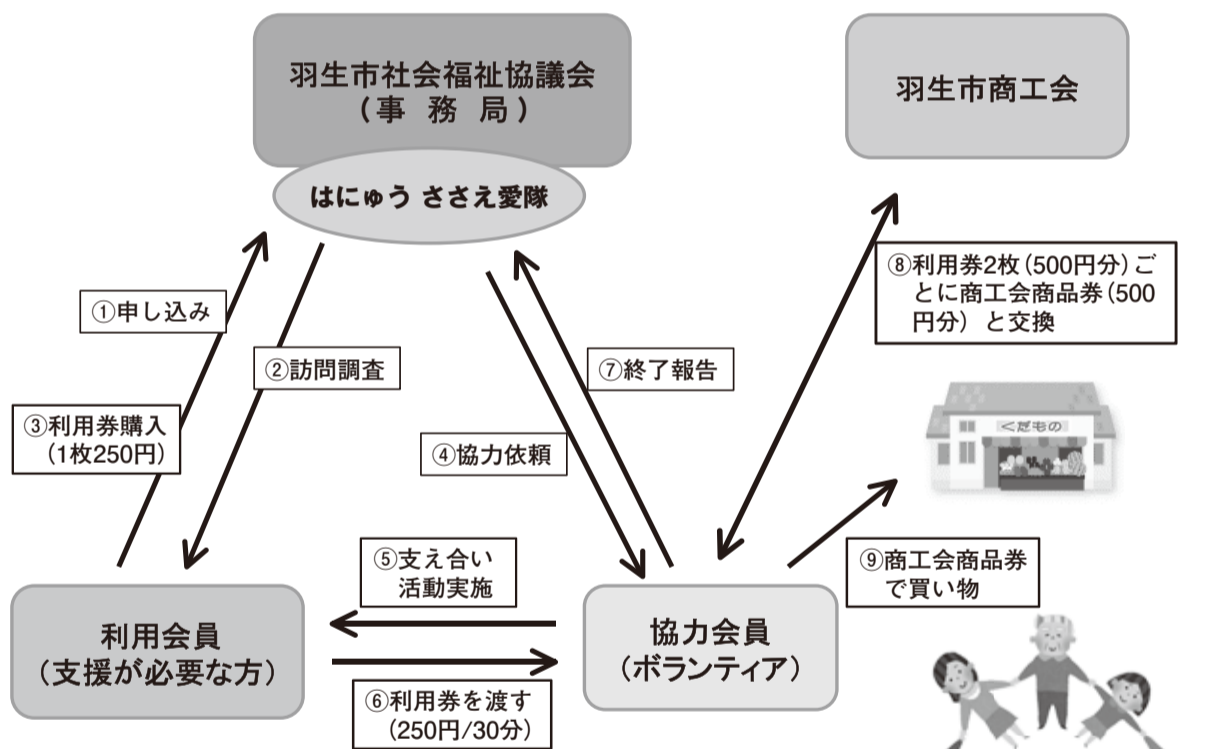 羽生市社会福祉協議会
(事 務 局)
はにゅう ささえ愛隊
羽生市商工会
①申し込み
②訪問調査
③利用券購入
(1枚250円)
④協力依頼
⑦終了報告
⑧利用券2枚(500円分)ご
とに商工会商品券(500
円分) と交換
くだもの
⑤支え合い
活動実施
⑨商工会商品券
で買い物
利用会員
(支援が必要な方)
協力会員
(ボランティア)
⑥利用券を渡す
(250円/30分)